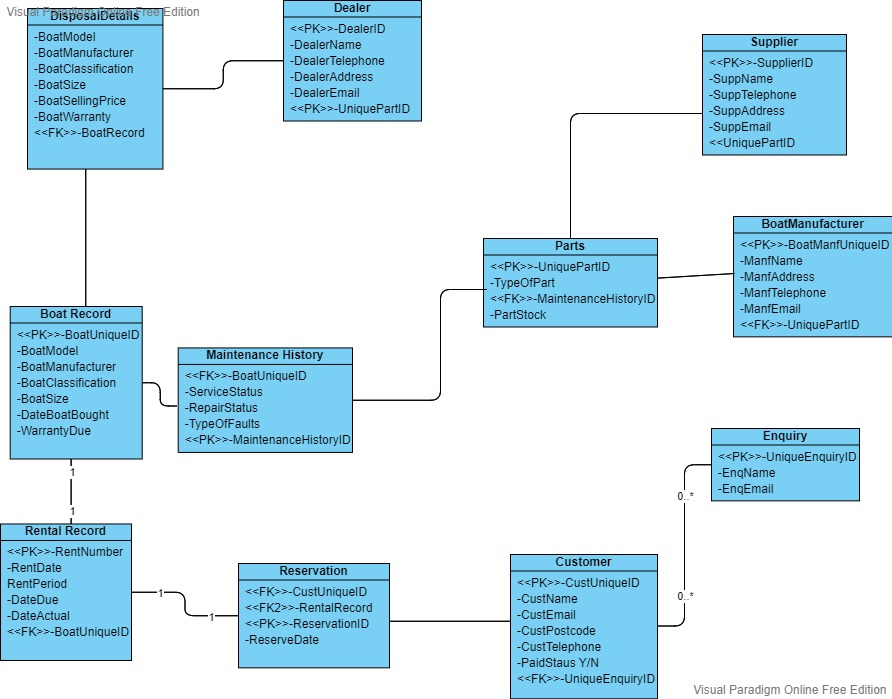 Visual Paradigm Online Free Edition
DisposalDetails
-BoatModel
-BoatManufacturer
-BoatClassification
-BoatSize
-BoatSellingPrice
-BoatWarranty
<<FK>>-BoatRecord
Dealer
<<PK>>-DealerID
-DealerName
-DealerTelephone
-DealerAddress
-DealerEmail
<<PK>>-UniquePartID
Supplier
<<PK>>-SupplierID
-SuppName
-SuppTelephone
-SuppAddress
-SuppEmail
<<UniquePartID
Parts
<<PK>>-UniquePartID
-TypeOfPart
<<FK>>-MaintenanceHistoryID
-PartStock
BoatManufacturer
<<PK>>-BoatManfUniqueID
-ManfName
-ManfAddress
-ManfTelephone
-ManfEmail
<<FK>>-UniquePartID
Boat Record
<<PK>>-BoatUniqueID
-BoatModel
-BoatManufacturer
-BoatClassification
-BoatSize
-DateBoatBought
-WarrantyDue
Maintenance History
<<FK>>-BoatUniqueID
-ServiceStatus
-RepairStatus
-TypeOfFaults
<<PK>>-MaintenanceHistoryID
1
1
Rental Record
<<PK>>-RentNumber
-RentDate
RentPeriod
-DateDue
-DateActual
<<FK>>-BoatUniqueID
1
1
Reservation
<<FK>>-CustUniqueID
<<FK2>>-RentalRecord
<<PK>>-ReservationID
-ReserveDate
Customer
<<PK>>-CustUniqueID
-CustName
-CustEmail
-CustPostcode
-CustTelephone
-PaidStaus Y/N
<<FK>>-UniqueEnquiryID
0..*
0..*
Enquiry
<<PK>>-UniqueEnquiryID
-EnqName
-EnqEmail
Visual Paradigm Online Free Edition